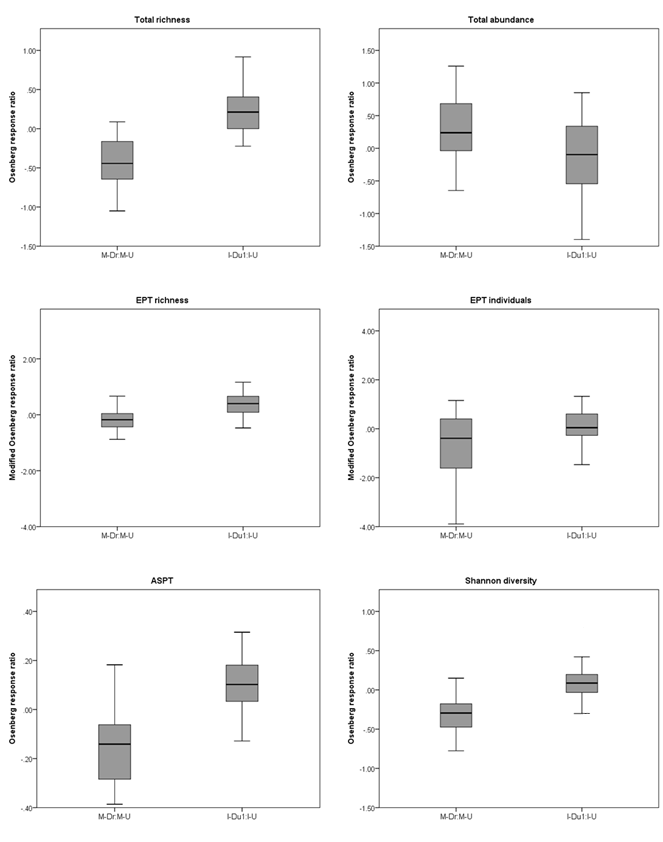 Total richness
Osenberg response ratio
1.00
.50
.00
-.50
-1.00
-1.50
M-Dr:M-U
I-Du1:I-U
Total abundance
Osenberg response ratio
1.50
1.00
.50
.00
-.50
-1.00
-1.50
M-Dr:M-U
I-Du1:I-U
EPT richness
Modified Osenberg response ratio
2.00
.00
-2.00
-4.00
M-Dr:M-U
I-Du1:I-U
EPT individuals
Modified Osenberg response ratio
4.00
2.00
.00
-2.00
-4.00
M-Dr:M-U
I-Du1:I-U
ASPT
Osenberg response ratio
.40
.20
.00
-.20
-.40
M-Dr:M-U
I-Du1:I-U
Shannon diversity
Osenberg response ratio
1.00
.50
.00
-.50
-1.00
-1.50
M-Dr:M-U
I-Du1:I-U